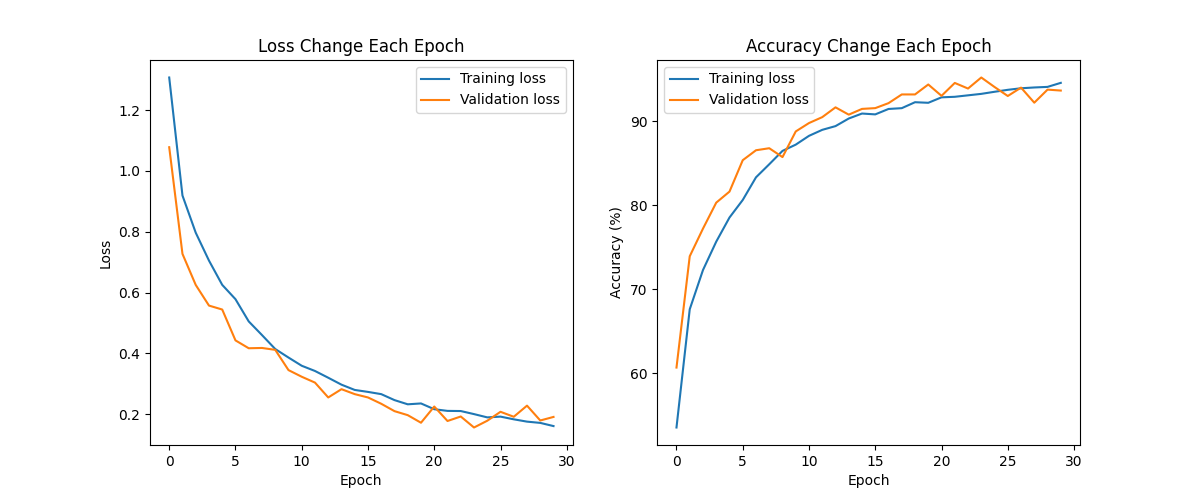 Loss Change Each Epoch
Training loss
Validation loss
1.2
1.0
0.8
0.6
0.4
0.2
Loss
0 5 10 15 20 25 30
Epoch
Accuracy Change Each Epoch
Training loss
Validation loss
90
80
70
60
Accuracy (%)
0 5 10 15 20 25 30
Epoch